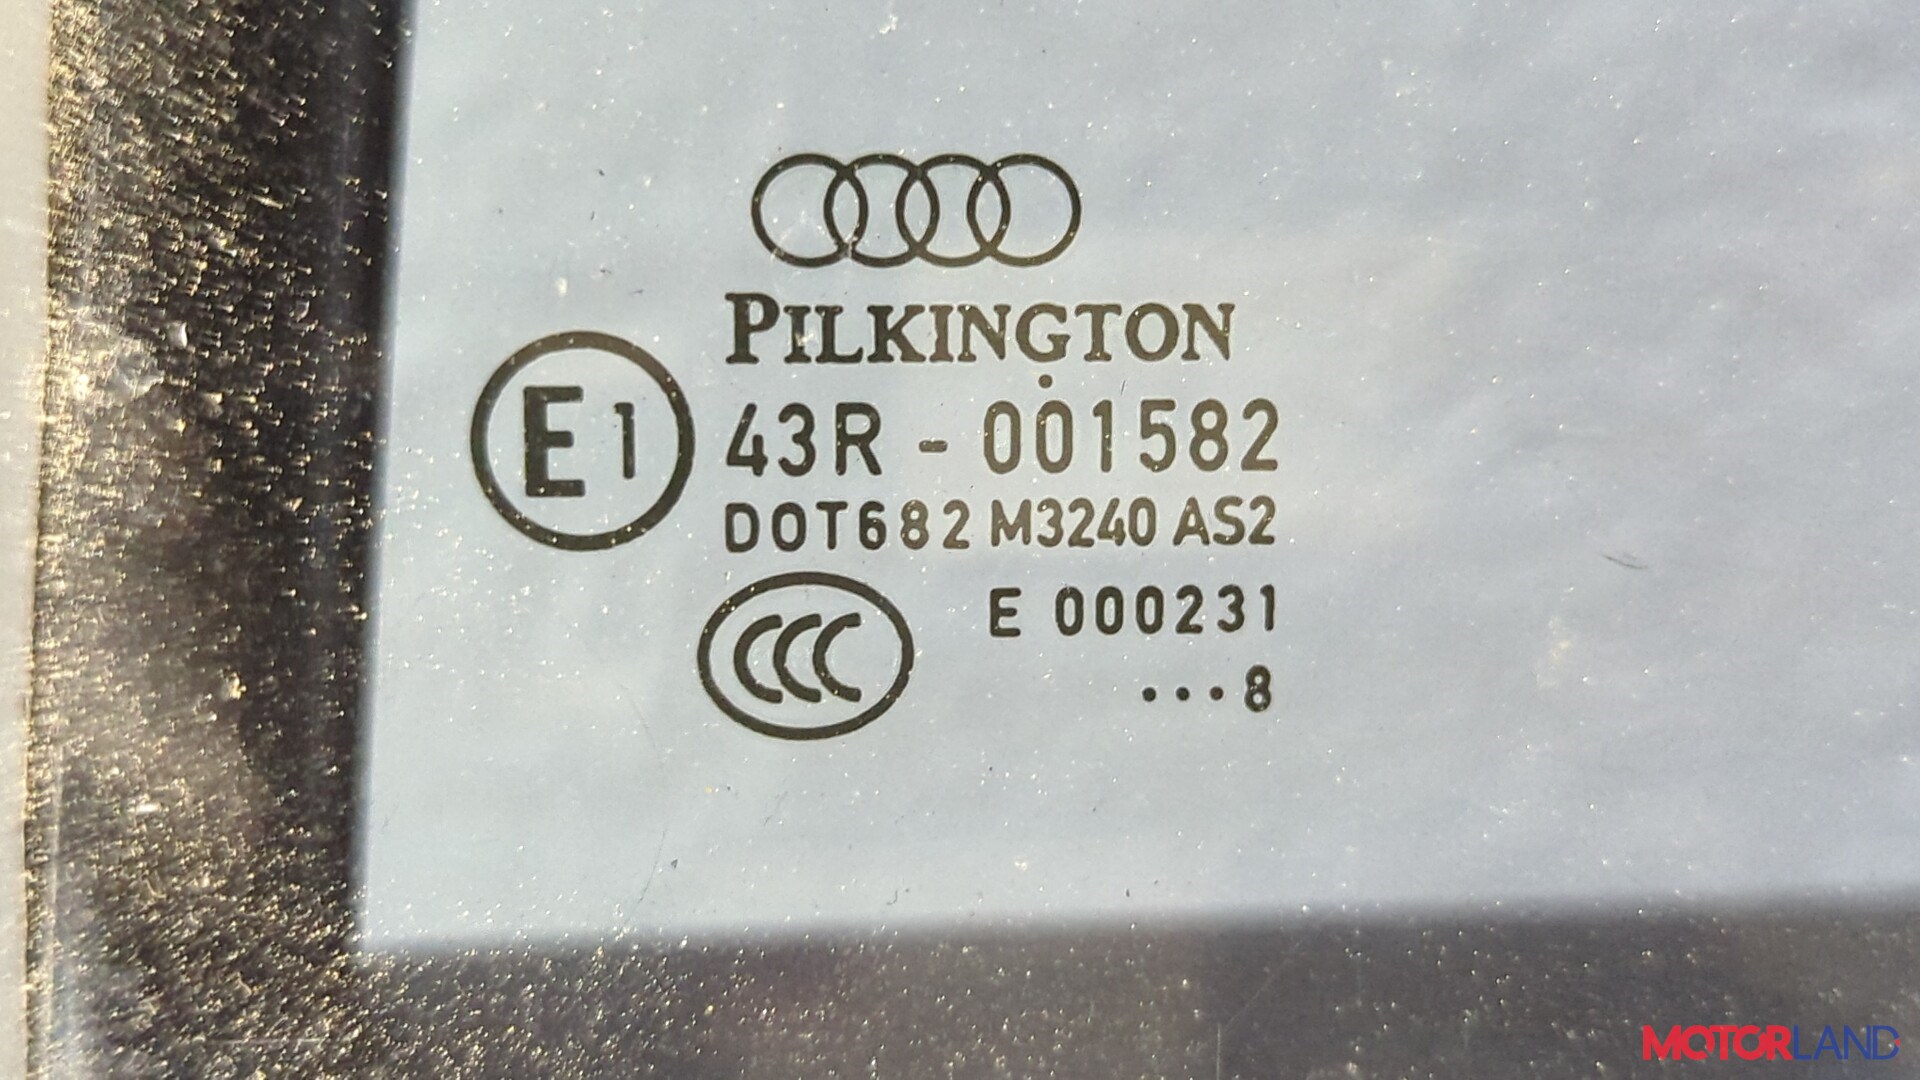 PILKINGTON
E1
43R - 001582
DOT682 M3240 AS2
CCC
E 000231
...8
MOTORLAND